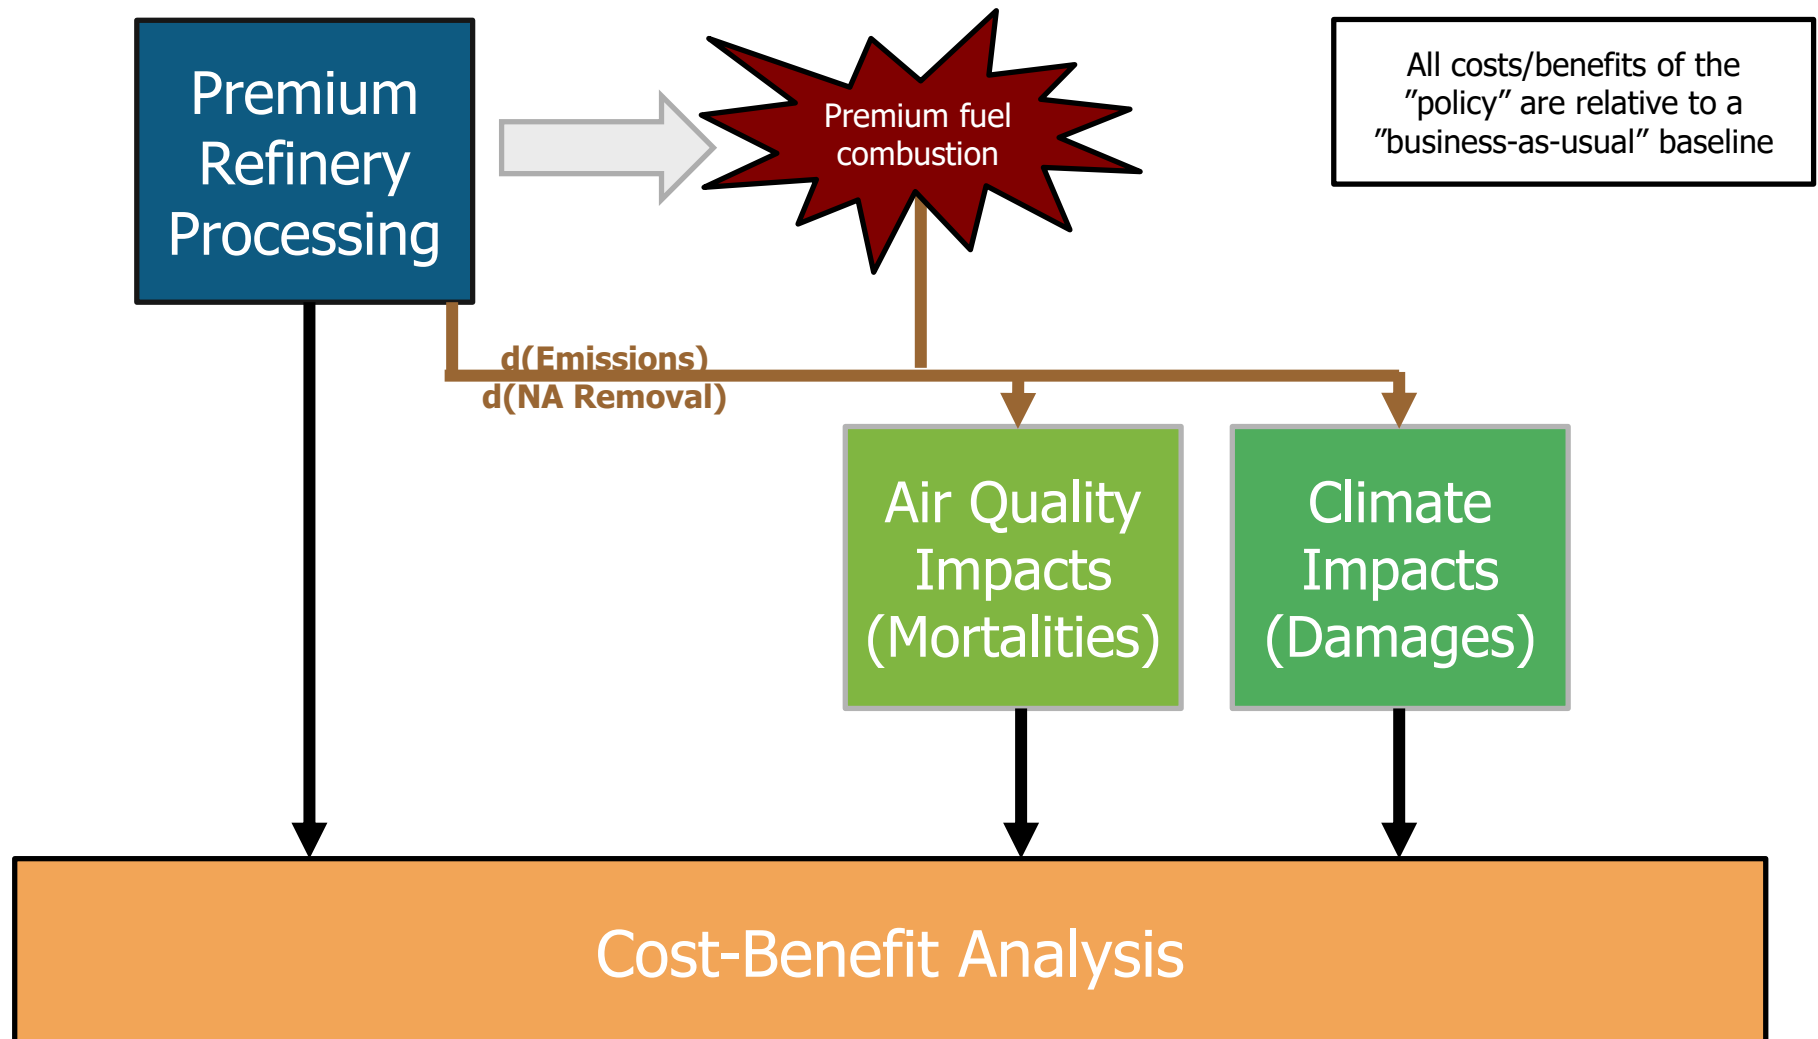 Premium
Refinery
Processing
Premium fuel
combustion
All costs/benefits of the
”policy” are relative to a
”business-as-usual” baseline
d(Emissions)
d(NA Removal)
Air Quality
Impacts
(Mortalities)
Climate
Impacts
(Damages)
Cost-Benefit Analysis